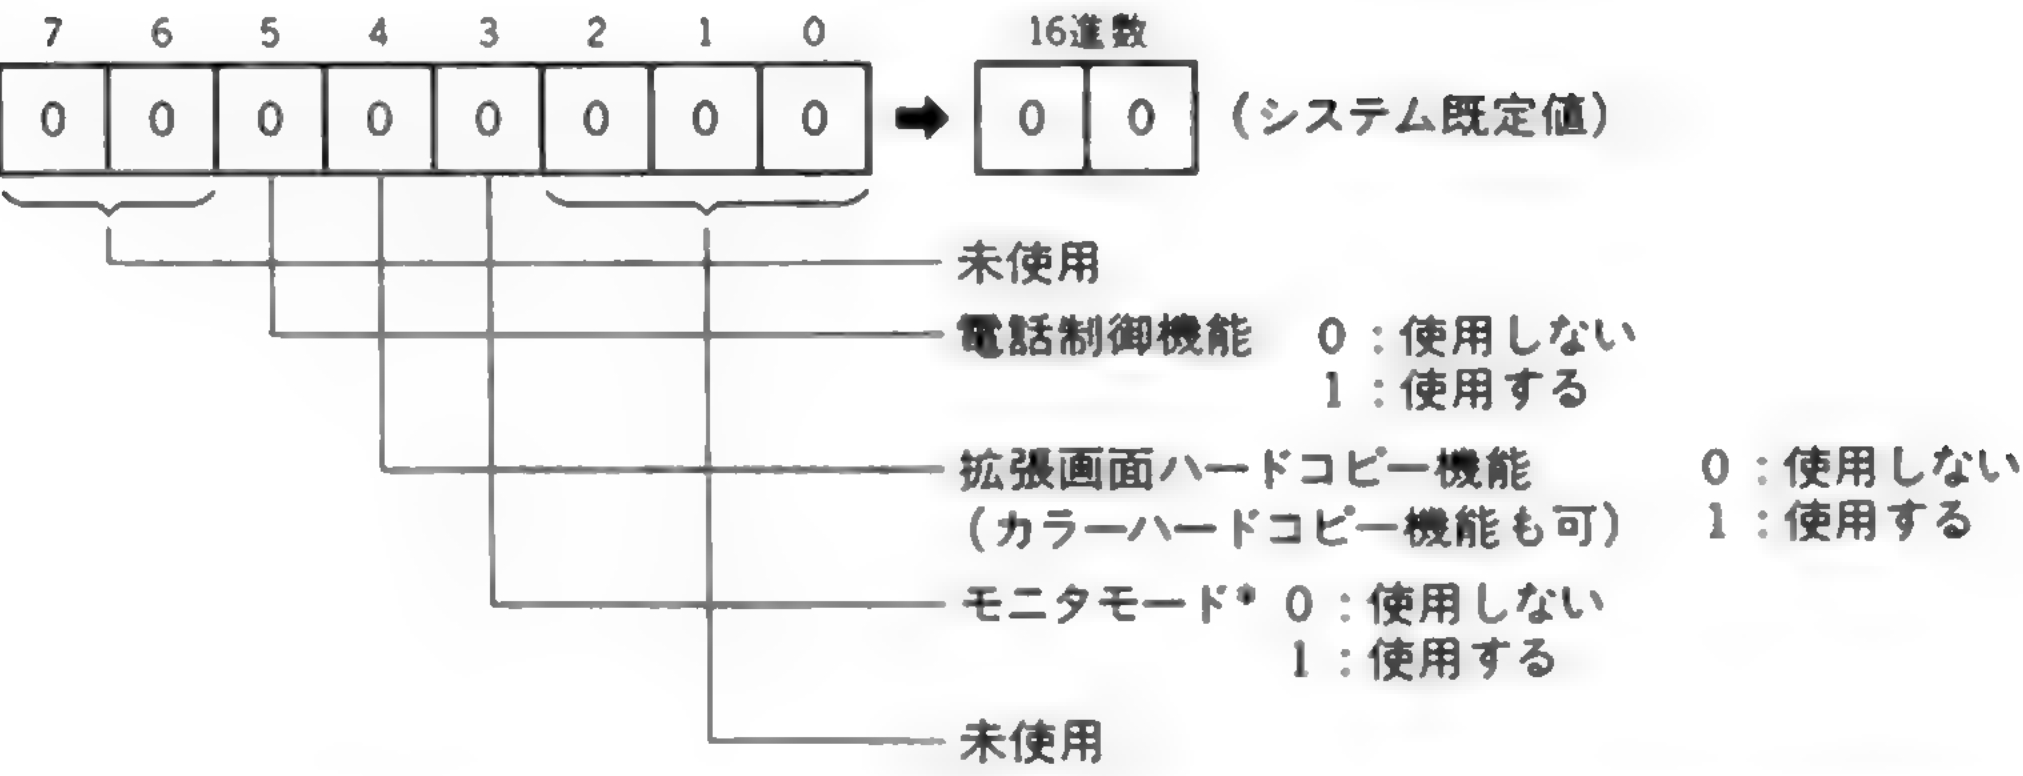 7 6 5 4 3 2 1 0 16進数
0 0 0 0 0 0 0 0 0 0 (システム既定値)
未使用
電話制御機能 0:使用しない
1:使用する
拡張画面ハードコピー機能 0:使用しない
(カラーハードコピー機能も可) 1:使用する
モニタモード* 0:使用しない
1:使用する
未使用